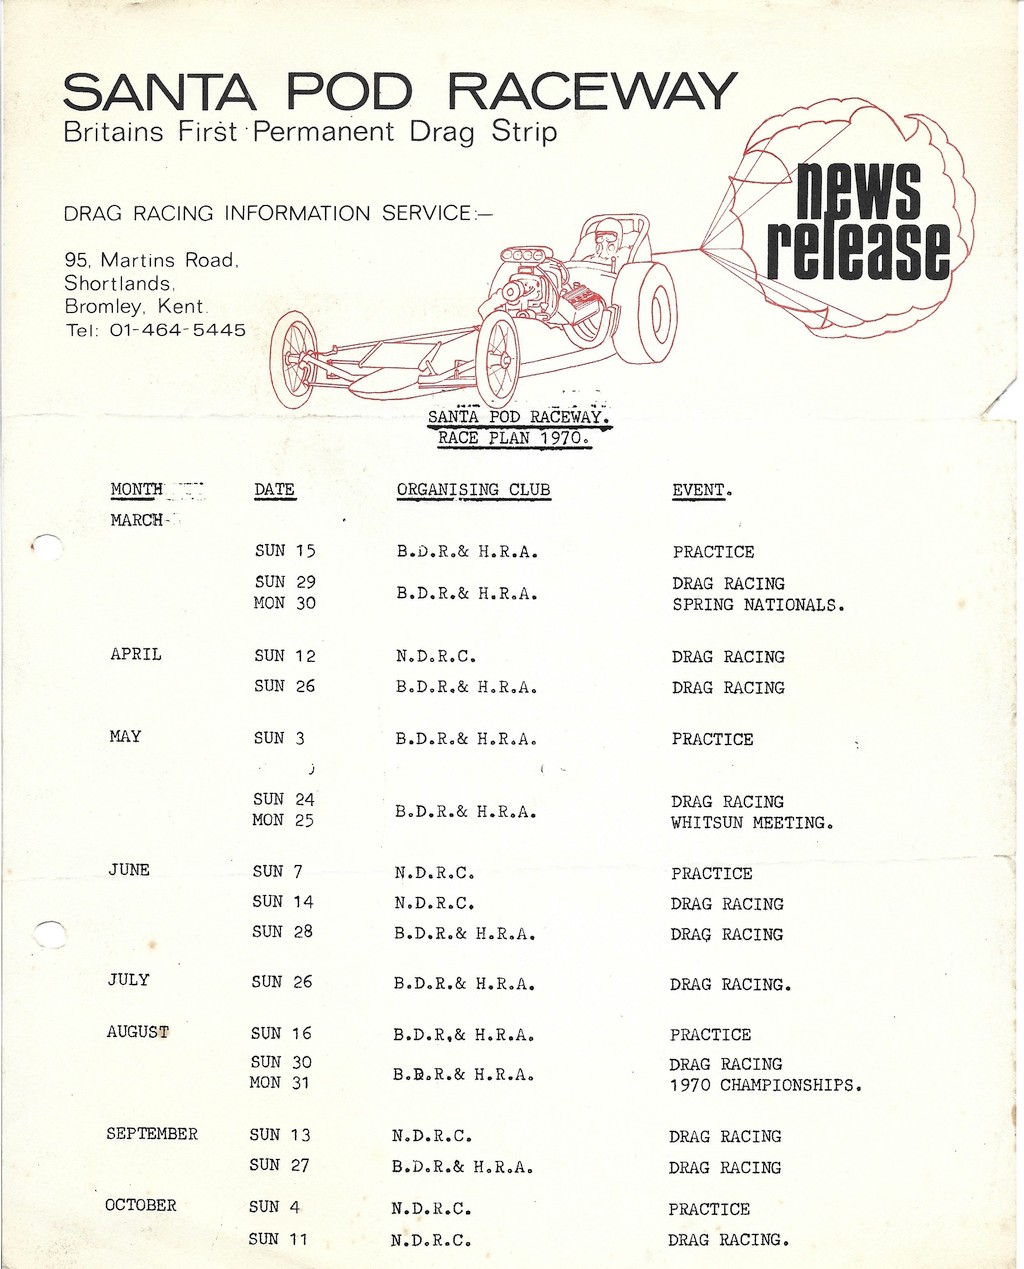 SANTA POD RACEWAY
Britains First Permanent Drag Strip
news
release
DRAG RACING INFORMATION SERVICE:—
95, Martins Road,
Shortlands,
Bromley, Kent.
Tel: 01-464-5445
SANTA POD RACEWAY.
RACE PLAN 1970.
MONTH DATE ORGANISING CLUB EVENT.
MARCH-
SUN 15 B.D.R.& H.R.A. PRACTICE
SUN 29 DRAG RACING
B.D.R.& H.R.A.
MON 30 SPRING NATIONALS.
APRIL SUN 12 N.D.R.C. DRAG RACING
SUN 26 B.D.R.& H.R.A. DRAG RACING
MAY SUN 3 B.D.R.& H.R.A. PRACTICE
SUN 24 DRAG RACING
B.D.R.& H.R.A.
MON 25 WHITSUN MEETING.
JUNE SUN 7 N.D.R.C. PRACTICE
SUN 14 N.D.R.C. DRAG RACING
SUN 28 B.D.R.& H.R.A. DRAG RACING
JULY SUN 26 B.D.R.& H.R.A. DRAG RACING.
AUGUST SUN 16 B.D.R.& H.R.A. PRACTICE
SUN 30 DRAG RACING
B.D.R.& H.R.A.
MON 31 1970 CHAMPIONSHIPS.
SEPTEMBER SUN 13 N.D.R.C. DRAG RACING
SUN 27 B.D.R.& H.R.A. DRAG RACING
OCTOBER SUN 4 N.D.R.C. PRACTICE
SUN 11 N.D.R.C. DRAG RACING.